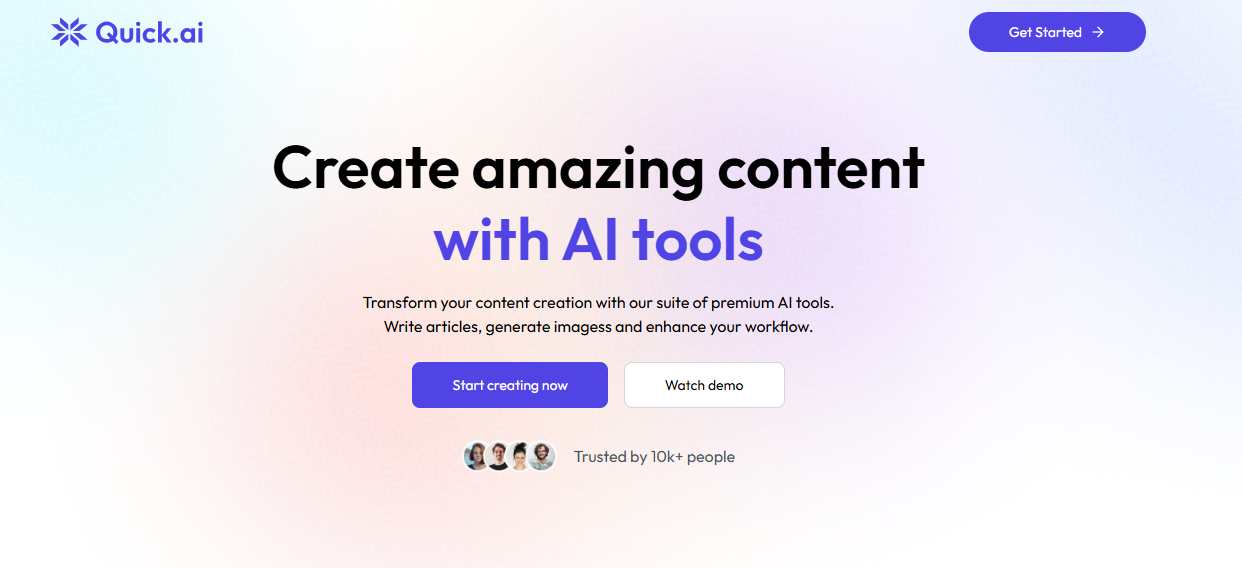 Quick.ai
Get Started
Create amazing content
with AI tools
Transform your content creation with our suite of premium AI tools.
Write articles, generate imagess and enhance your workflow.
Start creating now
Watch demo
Trusted by 10k+ people